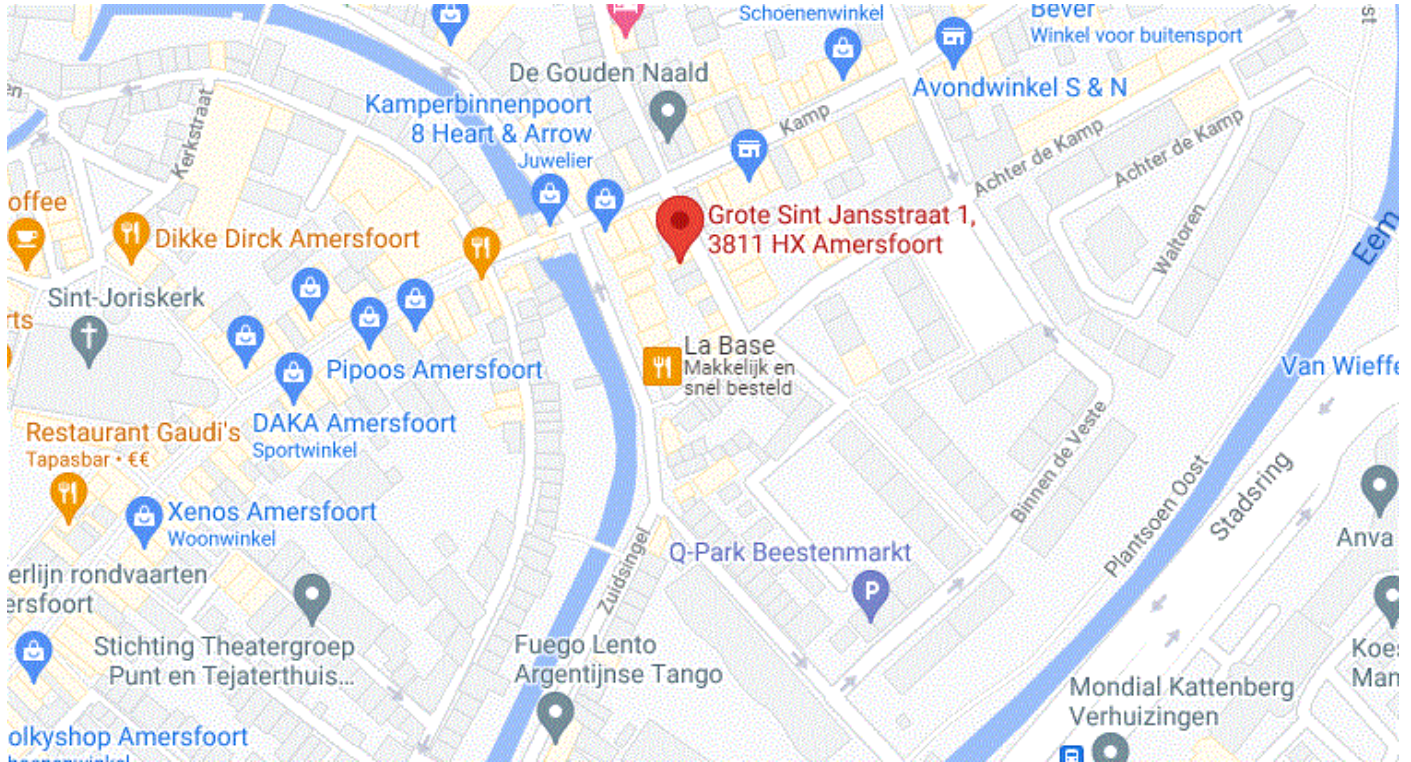 Schoenenwinkel
Bever
Winkel voor buitensport
De Gouden Naald
Avondwinkel S & N
Kamperbinnenpoort
8 Heart & Arrow
Juwelier
Kamp
Kerkstraat
Achter de Kamp
Achter de Kamp
offee
Dikke Dirck Amersfoort
Grote Sint Jansstraat 1,
3811 HX Amersfoort
Waltoren
Eem
Sint-Joriskerk
rts
La Base
Makkelijk en
snel besteld
Pipoos Amersfoort
Van Wieffe
DAKA Amersfoort
Sportwinkel
Restaurant Gaudi's
Tapasbar • €€
Binnen de Veste
Plantsoen Oost
Stadsring
Xenos Amersfoort
Woonwinkel
Anva
Q-Park Beestenmarkt
P
Zuidsingel
erlijn rondvaarten
ersfoort
Stichting Theatergroep
Punt en Tejaterthuis...
Fuego Lento
Argentijnse Tango
Koes
Man
Mondial Kattenberg
Verhuizingen
olkyshop Amersfoort